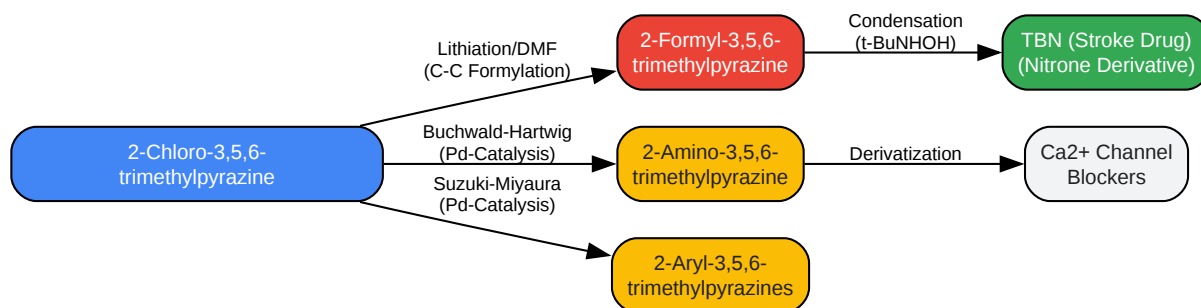 Lithiation/DMF
(C-C Formylation)
2-Formyl-3,5,6-
trimethylpyrazine
Condensation
(t-BuNHOH)
TBN (Stroke Drug)
(Nitrone Derivative)
2-Chloro-3,5,6-
trimethylpyrazine
Buchwald-Hartwig
(Pd-Catalysis)
2-Amino-3,5,6-
trimethylpyrazine
Derivatization
Ca2+ Channel
Blockers
Suzuki-Miyaura
(Pd-Catalysis)
2-Aryl-3,5,6-
trimethylpyrazines